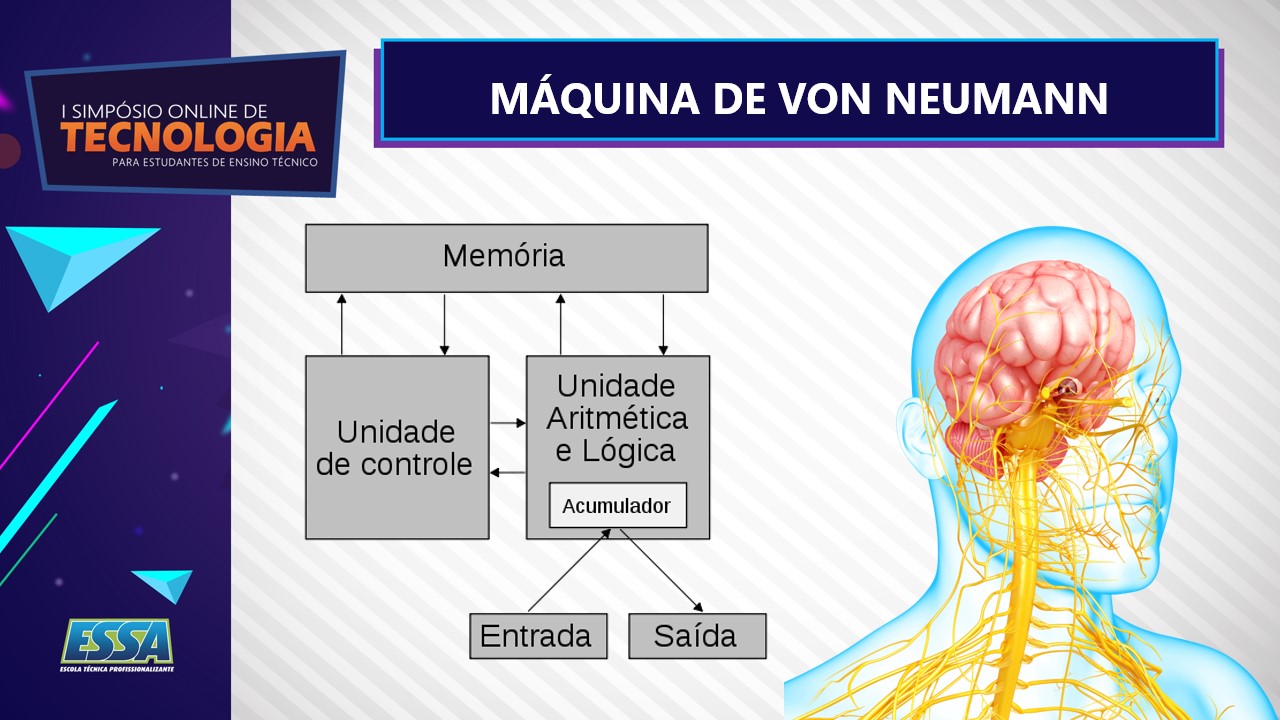 I SIMPÓSIO ONLINE DE
TECNOLOGIA
PARA ESTUDANTES DE ENSINO TÉCNICO
MÁQUINA DE VON NEUMANN
Memória
Unidade
de controle
Unidade
Aritmética
e Lógica
Acumulador
Entrada
Saída
ESSA
ESCOLA TÉCNICA PROFISSIONALIZANTE